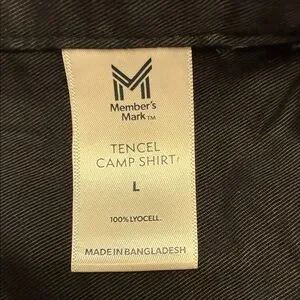 Member's
Mark™
TENCEL
CAMP SHIRT
L
100% LYOCELL.
MADE IN BANGLADESH